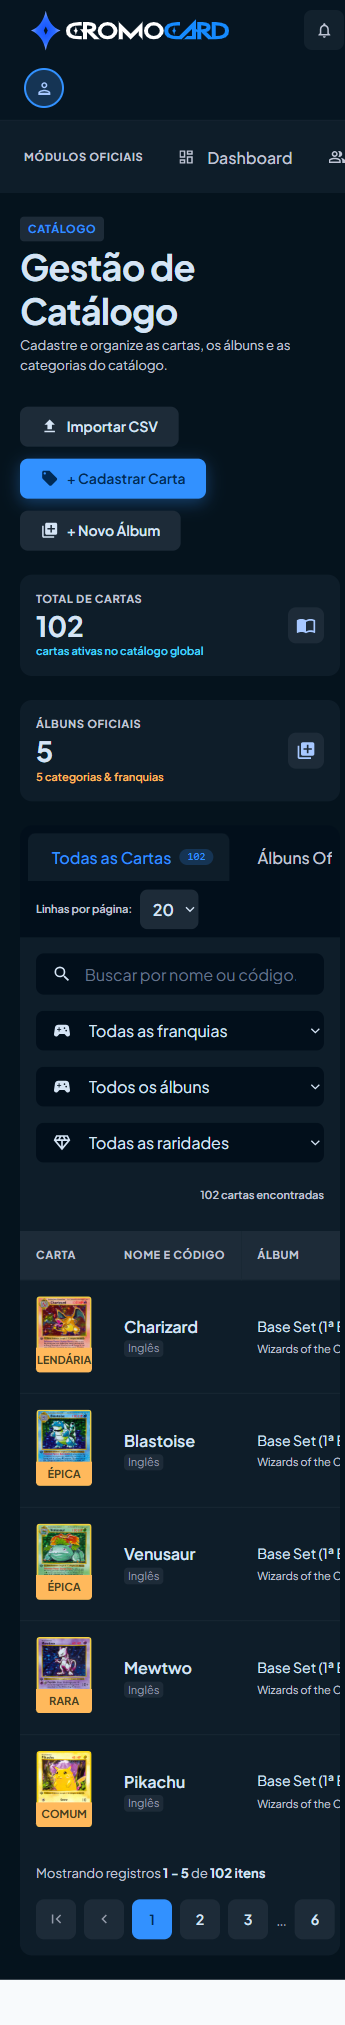 CROMOCARD
MÓDULOS OFICIAIS
Dashboard
CATÁLOGO
Gestão de
Catálogo
Cadastre e organize as cartas, os álbuns e as
categorias do catálogo.
Importar CSV
+ Cadastrar Carta
+ Novo Álbum
TOTAL DE CARTAS
102
cartas ativas no catálogo global
ÁLBUNS OFICIAIS
5
5 categorias & franquias
Todas as Cartas 102
Álbuns Of
Linhas por página: 20
Buscar por nome ou código.
Todas as franquias
Todos os álbuns
Todas as raridades
102 cartas encontradas
CARTA NOME E CÓDIGO ÁLBUM
LENDÁRIA
Charizard
Inglês
Base Set (1ª E
Wizards of the C
ÉPICA
Blastoise
Inglês
Base Set (1ª E
Wizards of the C
ÉPICA
Venusaur
Inglês
Base Set (1ª E
Wizards of the C
RARA
Mewtwo
Inglês
Base Set (1ª E
Wizards of the C
COMUM
Pikachu
Inglês
Base Set (1ª E
Wizards of the C
Mostrando registros 1 - 5 de 102 itens
1 2 3 ... 6